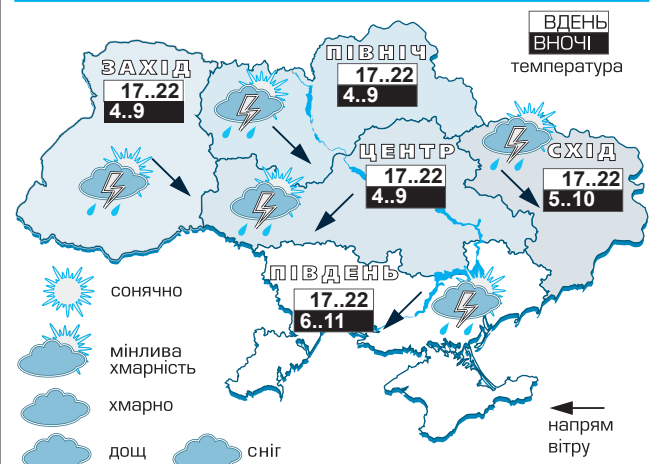 ВДЕНЬ
ВНОЧІ
температура
ПІВНІЧ
17..22
4..9
ЗАХІД
17..22
4..9
ЦЕНТР
17..22
4..9
СХІД
17..22
5..10
ПІВДЕНЬ
17..22
6..11
сонячно
мінлива
хмарність
хмарно
дощ
сніг
напрям
вітру